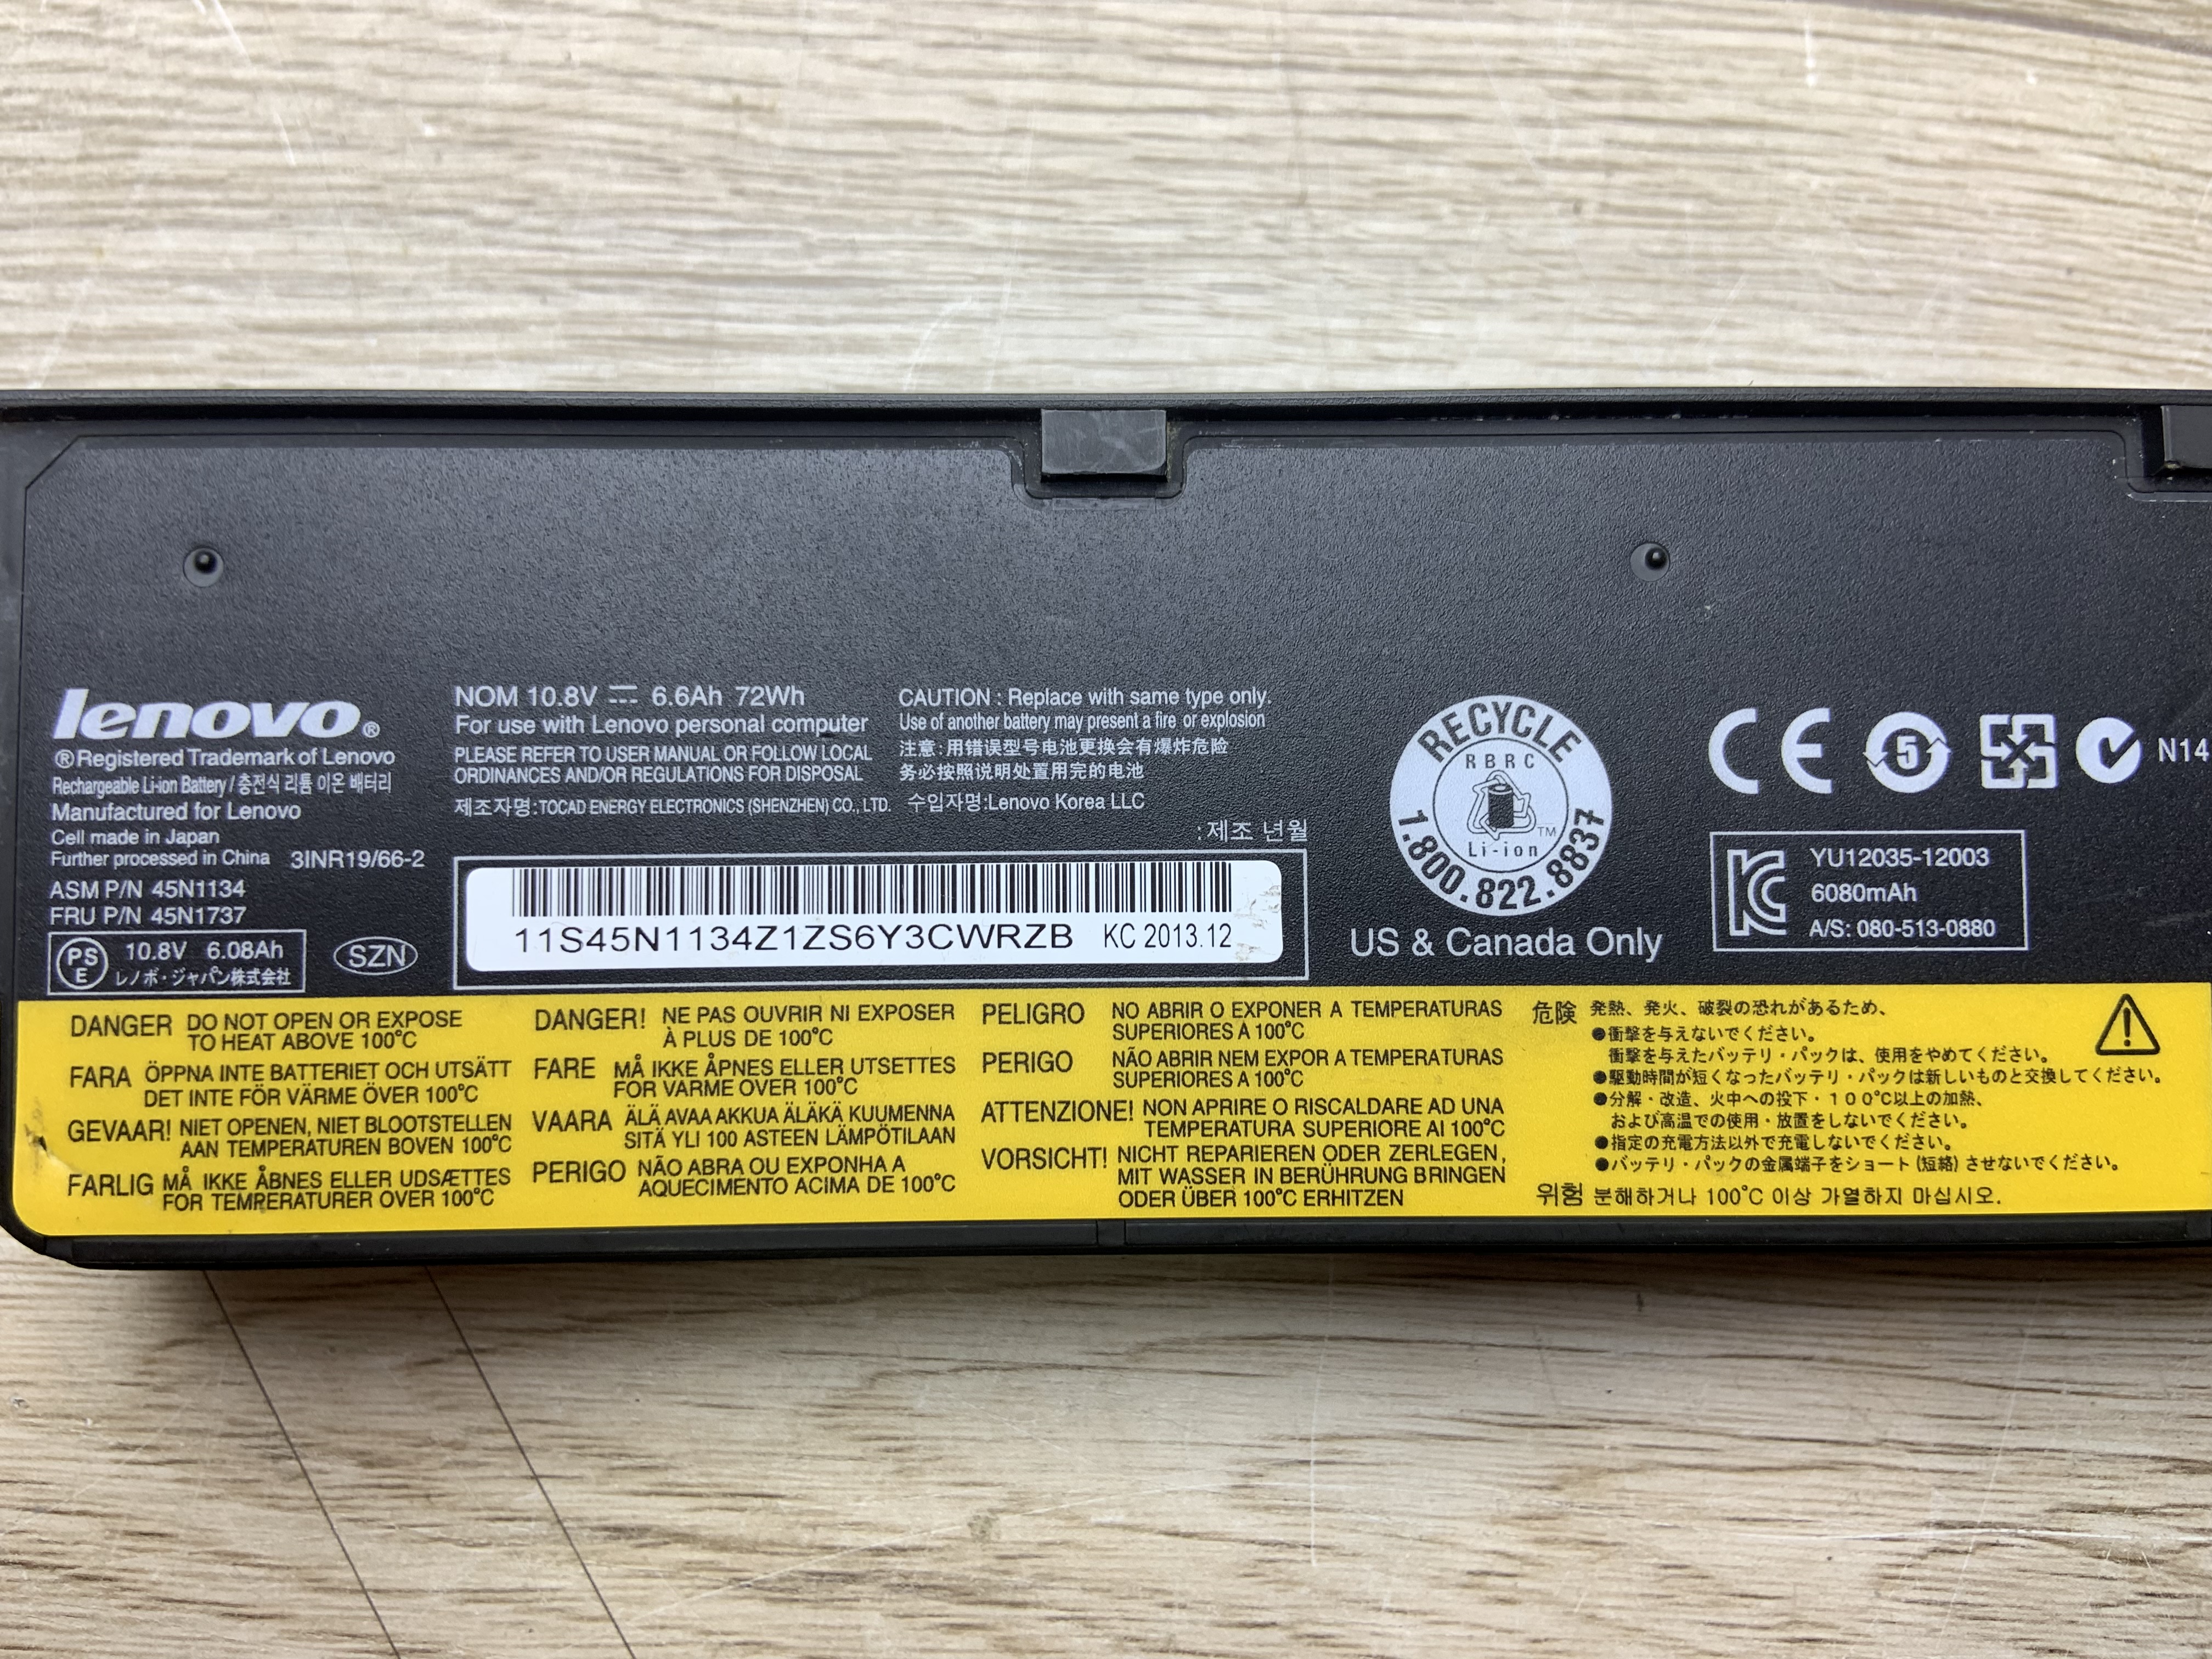 lenovo®
® Registered Trademark of Lenovo
Rechargeable Li-ion Battery / 충전식 리튬 이온 배터리
Manufactured for Lenovo
Cell made in Japan
Further processed in China 3INR19/66-2
ASM P/N 45N1134
FRU P/N 45N1737
PS E
10.8V 6.08Ah
レノボ・ジャパン株式会社
SZN
NOM 10.8V 6.6Ah 72Wh
For use with Lenovo personal computer
PLEASE REFER TO USER MANUAL OR FOLLOW LOCAL
ORDINANCES AND/OR REGULATIONS FOR DISPOSAL
제조자명:TOCAD ENERGY ELECTRONICS (SHENZHEN) CO., LTD.
CAUTION : Replace with same type only.
Use of another battery may present a fire or explosion
注意:用错误型号电池更换会有爆炸危险
务必按照说明处置用完的电池
수입자명:Lenovo Korea LLC
:제조 년월
11S45N1134Z1ZS6Y3CWRZB KC 2013.12
RECYCLE
RBRC
TM
Li-ion
1.800.822.8837
US & Canada Only
CE
5
N14
KC
YU12035-12003
6080mAh
A/S: 080-513-0880
DANGER DO NOT OPEN OR EXPOSE
TO HEAT ABOVE 100°C
FARA ÖPPNA INTE BATTERIET OCH UTSÄTT
DET INTE FÖR VÄRME ÖVER 100°C
GEVAAR! NIET OPENEN, NIET BLOOTSTELLEN
AAN TEMPERATUREN BOVEN 100°C
FARLIG MÅ IKKE ÅBNES ELLER UDSÆTTES
FOR TEMPERATURER OVER 100°C
DANGER! NE PAS OUVRIR NI EXPOSER
À PLUS DE 100°C
FARE MÅ IKKE ÅPNES ELLER UTSETTES
FOR VARME OVER 100°C
VAARA ÄLÄ AVAA AKKUA ÄLÄKÄ KUUMENNA
SITÄ YLI 100 ASTEEN LÄMPÖTILAAN
PERIGO NÃO ABRA OU EXPONHA A
AQUECIMENTO ACIMA DE 100°C
PELIGRO NO ABRIR O EXPONER A TEMPERATURAS
SUPERIORES A 100°C
PERIGO NÃO ABRIR NEM EXPOR A TEMPERATURAS
SUPERIORES A 100°C
ATTENZIONE! NON APRIRE O RISCALDARE AD UNA
TEMPERATURA SUPERIORE AI 100°C
VORSICHT! NICHT REPARIEREN ODER ZERLEGEN,
MIT WASSER IN BERÜHRUNG BRINGEN
ODER ÜBER 100°C ERHITZEN
危険 発熱、発火、破裂の恐れがあるため、
●衝撃を与えないでください。
衝撃を与えたバッテリ・パックは、使用をやめてください。
●駆動時間が短くなったバッテリ・パックは新しいものと交換してください。
●分解・改造、火中への投下・100℃以上の加熱、
および高温での使用・放置をしないでください。
●指定の充電方法以外で充電しないでください。
●バッテリ・パックの金属端子をショート(短絡)させないでください。
위험 분해하거나 100°C 이상 가열하지 마십시오.